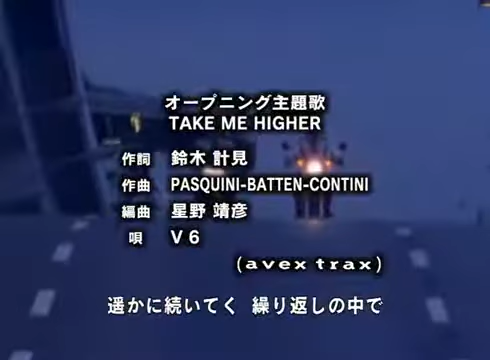 オープニング主題歌
TAKE ME HIGHER
作詞 鈴木 計見
作曲 PASQUINI-BATTEN-CONTINI
編曲 星野 靖彦
唄 V6
(avex trax)
遥かに続いてく 繰り返しの中で